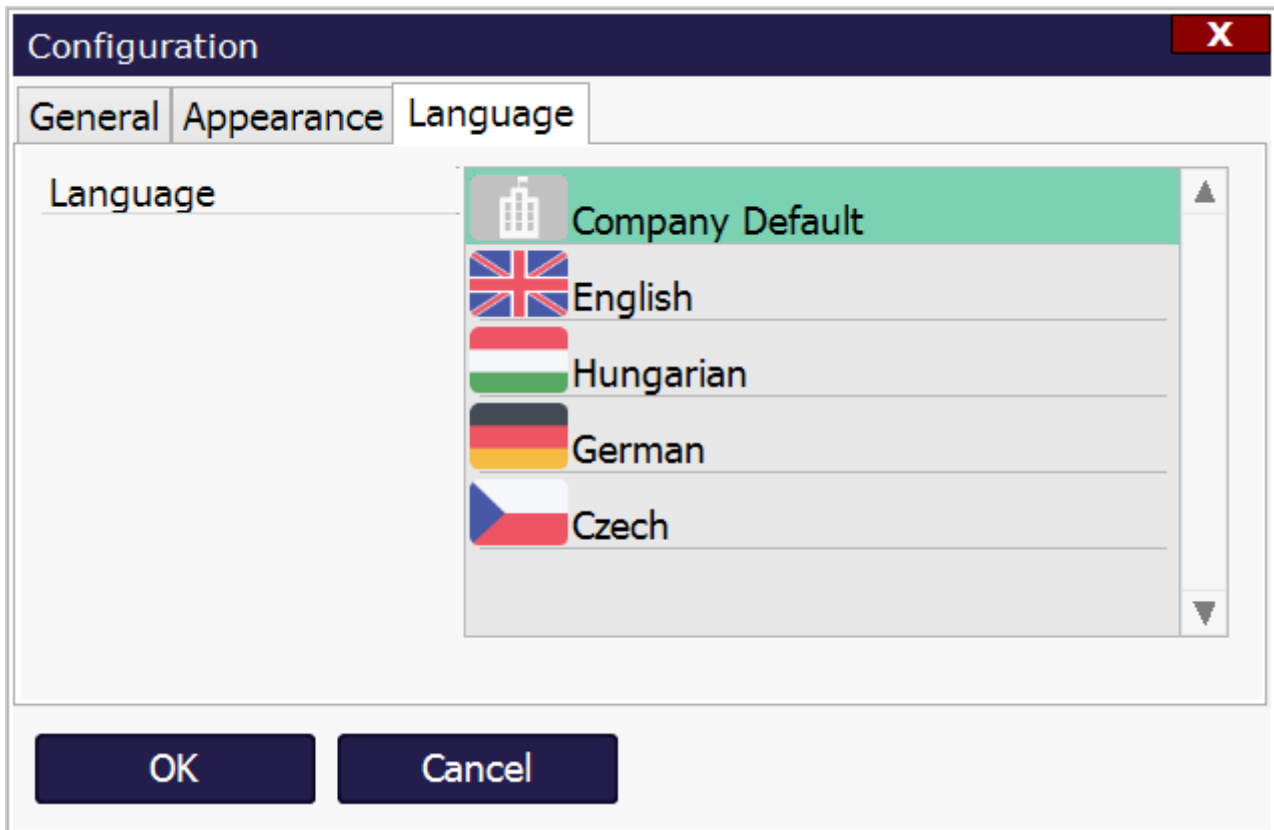 Configuration X
General Appearance Language
Language
Company Default
English
Hungarian
German
Czech
OK Cancel